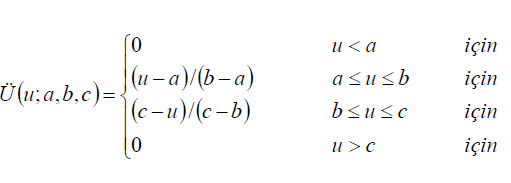 0 u < a için
(u − a)/(b − a) a ≤ u ≤ b için
Ü(u; a, b, c) =
(c − u)/(c − b) b ≤ u ≤ c için
0 u > c için